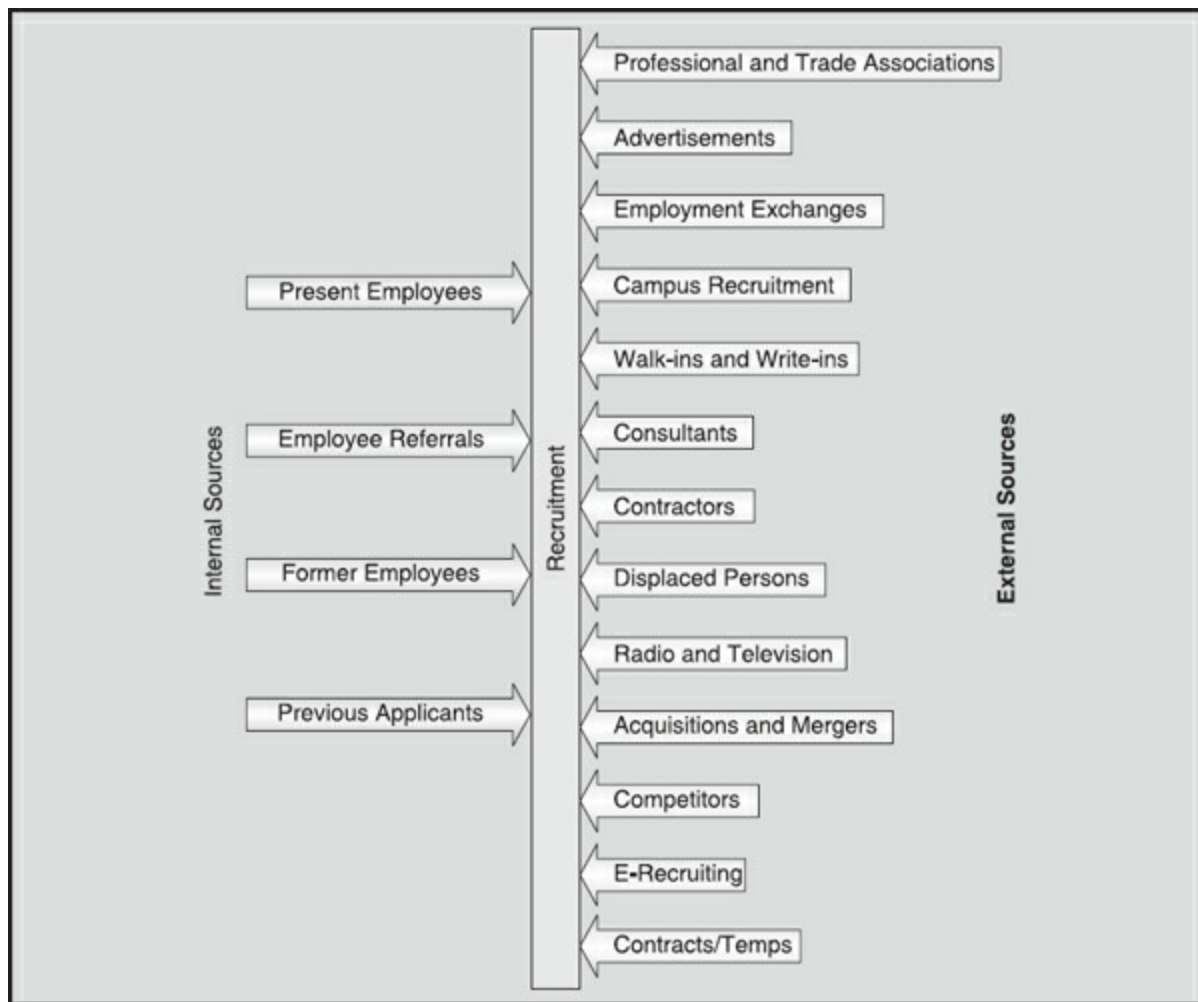 Professional and Trade Associations
Advertisements
Employment Exchanges
Present Employees
Campus Recruitment
Walk-ins and Write-ins
Internal Sources
Employee Referrals
Recruitment
Consultants
External Sources
Contractors
Former Employees
Displaced Persons
Radio and Television
Previous Applicants
Acquisitions and Mergers
Competitors
E-Recruiting
Contracts/Temps